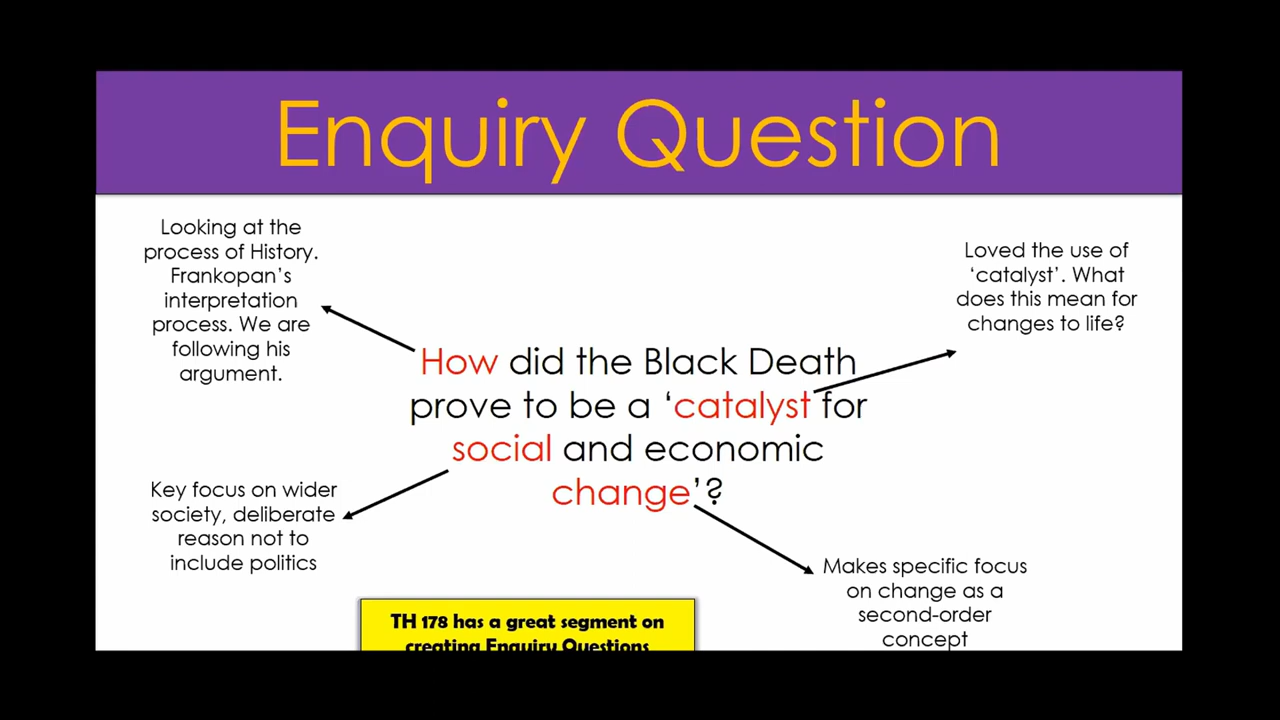 Enquiry Question
Looking at the
process of History.
Frankopan's
interpretation
process. We are
following his
argument.
Loved the use of
‘catalyst’. What
does this mean for
changes to life?
How did the Black Death
prove to be a ‘catalyst for
social and economic
change’?
Key focus on wider
society, deliberate
reason not to
include politics
Makes specific focus
on change as a
second-order
concept
TH 178 has a great segment on
creating Enquiry Questions